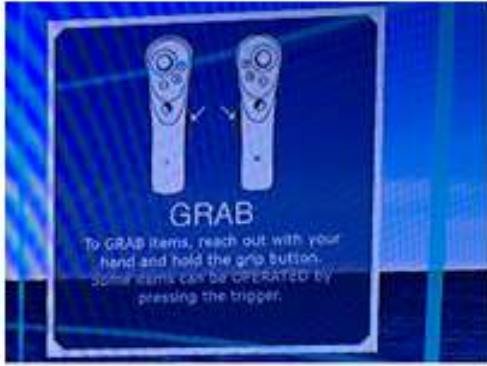 GRAB
To GRAB items, reach out with your
hand and hold the grip button.
Some items can be OPERATED by
pressing the trigger.